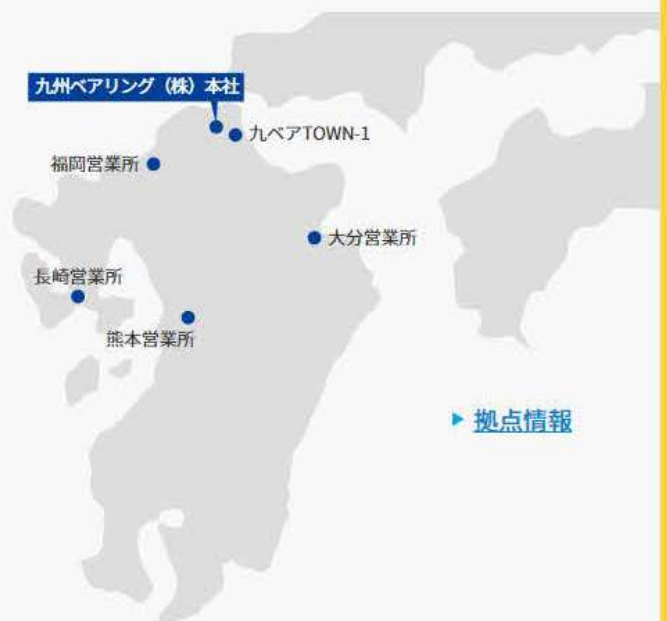 九州ベアリング（株）本社
九ベアTOWN-1
福岡営業所
大分営業所
長崎営業所
熊本営業所
拠点情報